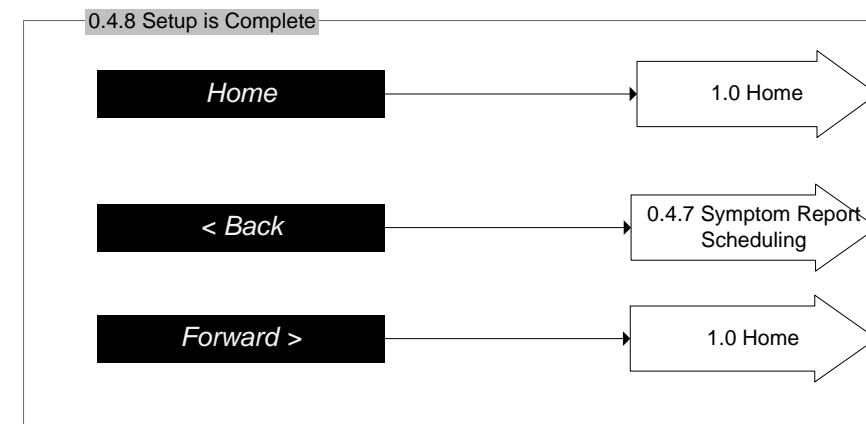 0.4.8 Setup is Complete
Home
1.0 Home
< Back
0.4.7 Symptom Report
Scheduling
Forward >
1.0 Home